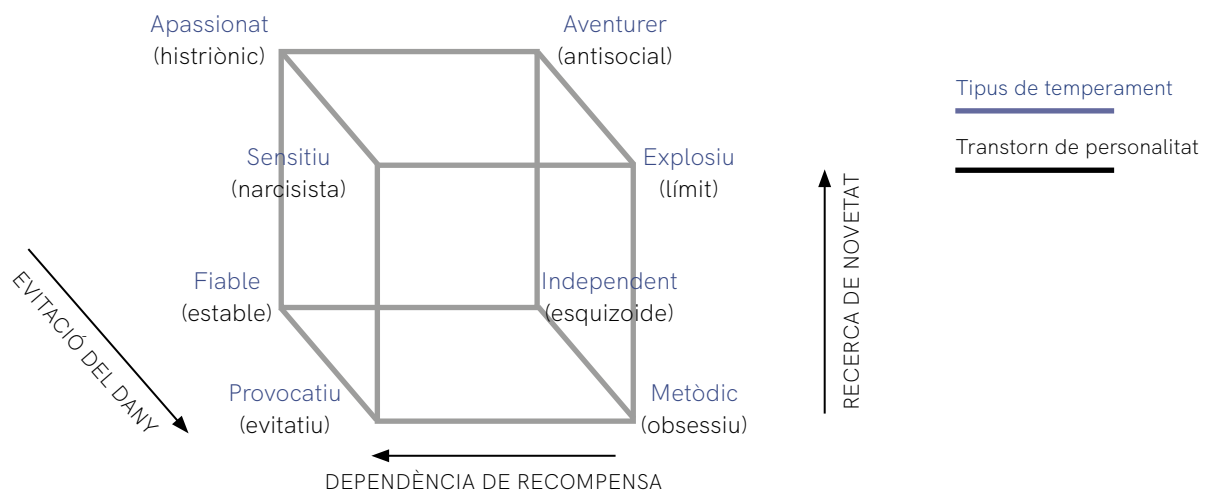 Apassionat
(histriònic)
Aventurer
(antisocial)
Tipus de temperament
Transtorn de personalitat
Sensitiu
(narcisista)
Explosiu
(límit)
RECERCA DE NOVETAT
Fiable
(estable)
Independent
(esquizoide)
EVITACIÓ DEL DANY
Provocatiu
(evitatiu)
Metòdic
(obsessiu)
DEPENDÈNCIA DE RECOMPENSA